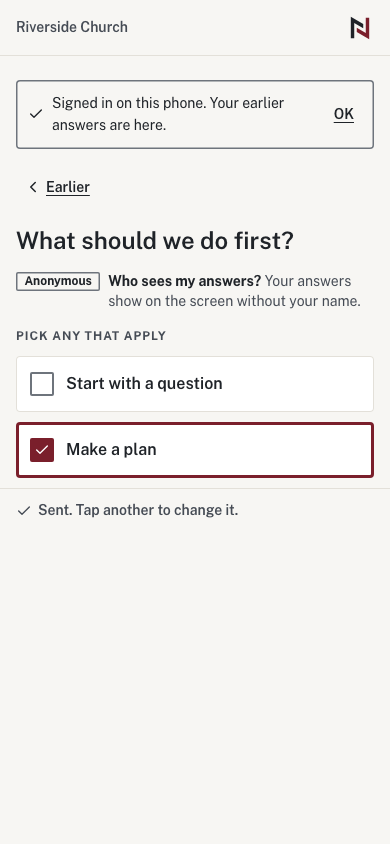 Riverside Church
Signed in on this phone. Your earlier
answers are here.
OK
Earlier
What should we do first?
Anonymous
Who sees my answers? Your answers
show on the screen without your name.
PICK ANY THAT APPLY
Start with a question
Make a plan
Sent. Tap another to change it.